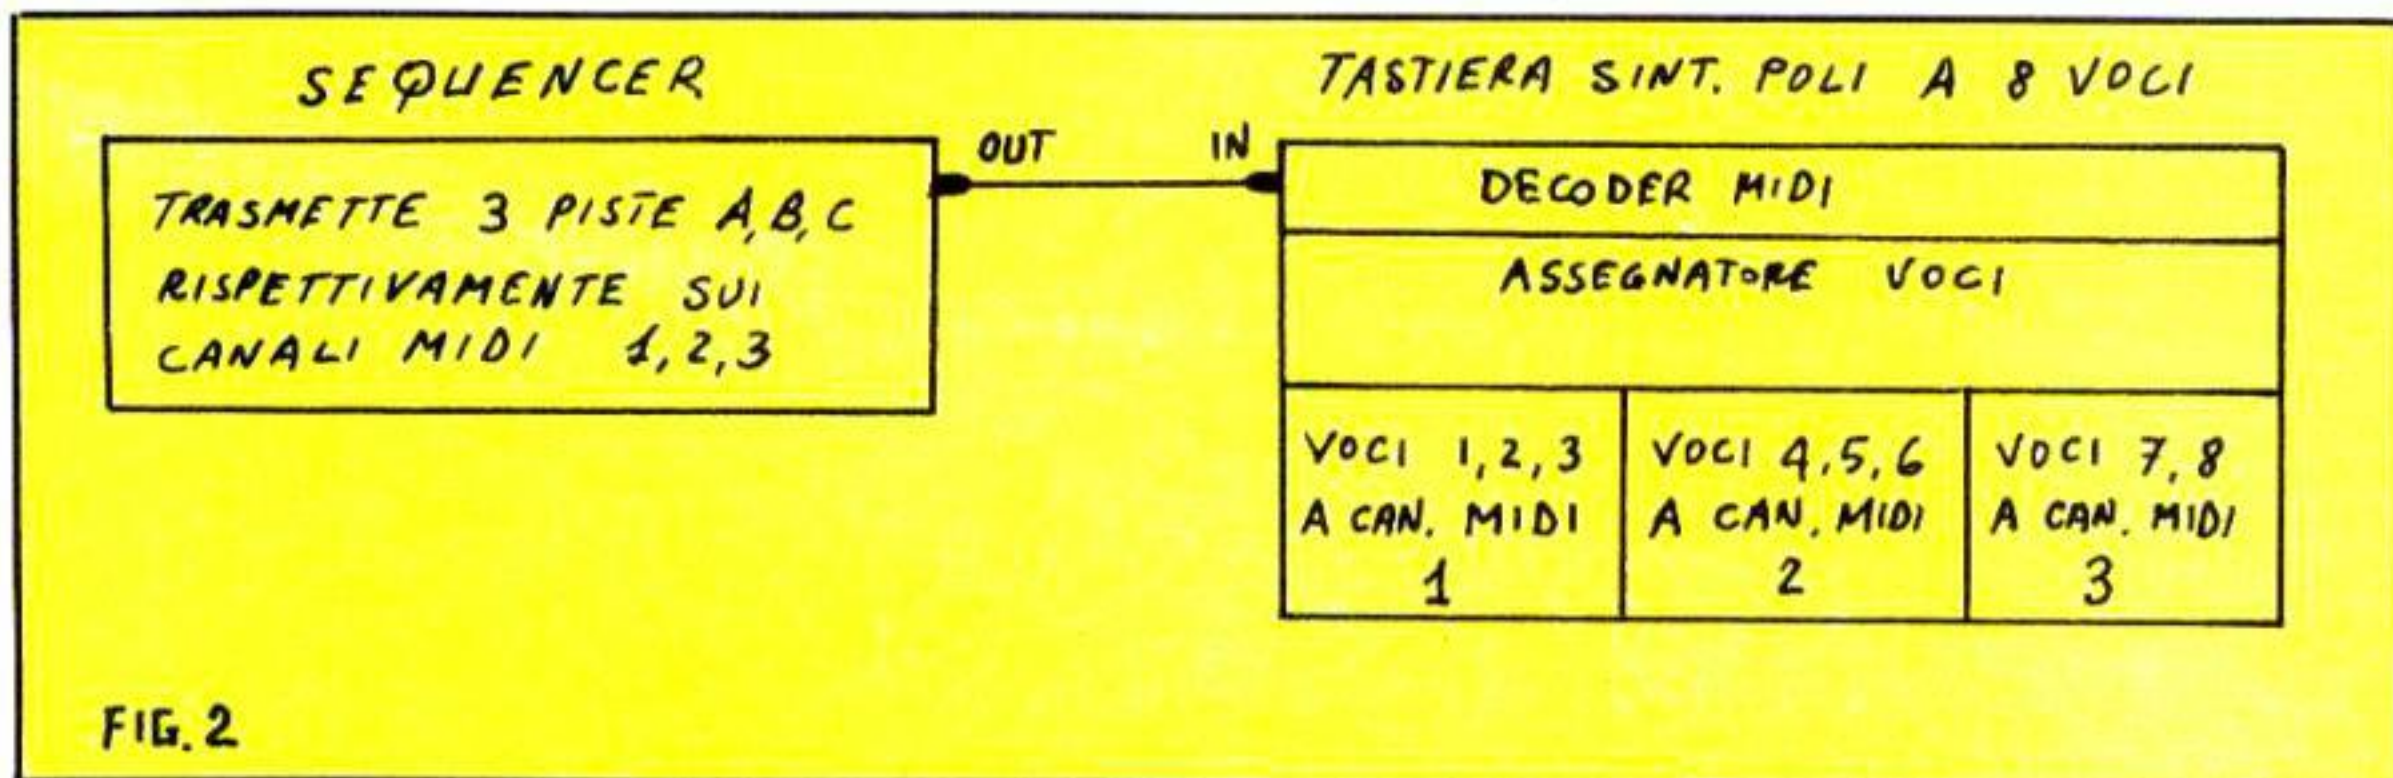 SEQUENCER
TRASMETTE 3 PISTE A, B, C
RISPETTIVAMENTE SUI
CANALI MIDI 1, 2, 3
OUT
IN
TASTIERA SINT. POLI A 8 VOCI
DECODER MIDI
ASSEGNATORE VOCI
VOCI 1, 2, 3
A CAN. MIDI
1
VOCI 4, 5, 6
A CAN. MIDI
2
VOCI 7, 8
A CAN. MIDI
3
FIG. 2